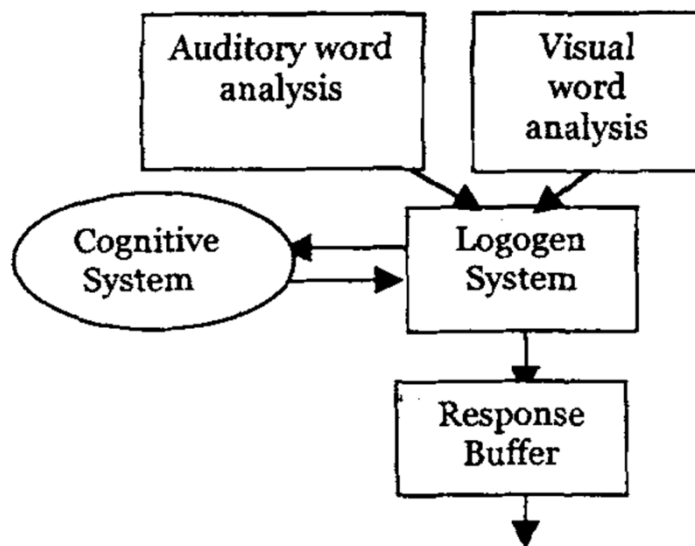 Auditory word
analysis
Visual
word
analysis
Cognitive
System
Logogen
System
Response
Buffer